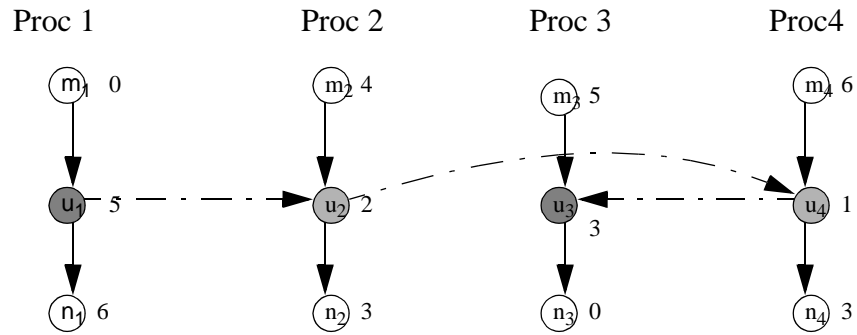 Proc 1 Proc 2 Proc 3 Proc4
m1 0 m2 4 m3 5 m4 6
u1 5 u2 2 u3 3 u4 1
n1 6 n2 3 n3 0 n4 3